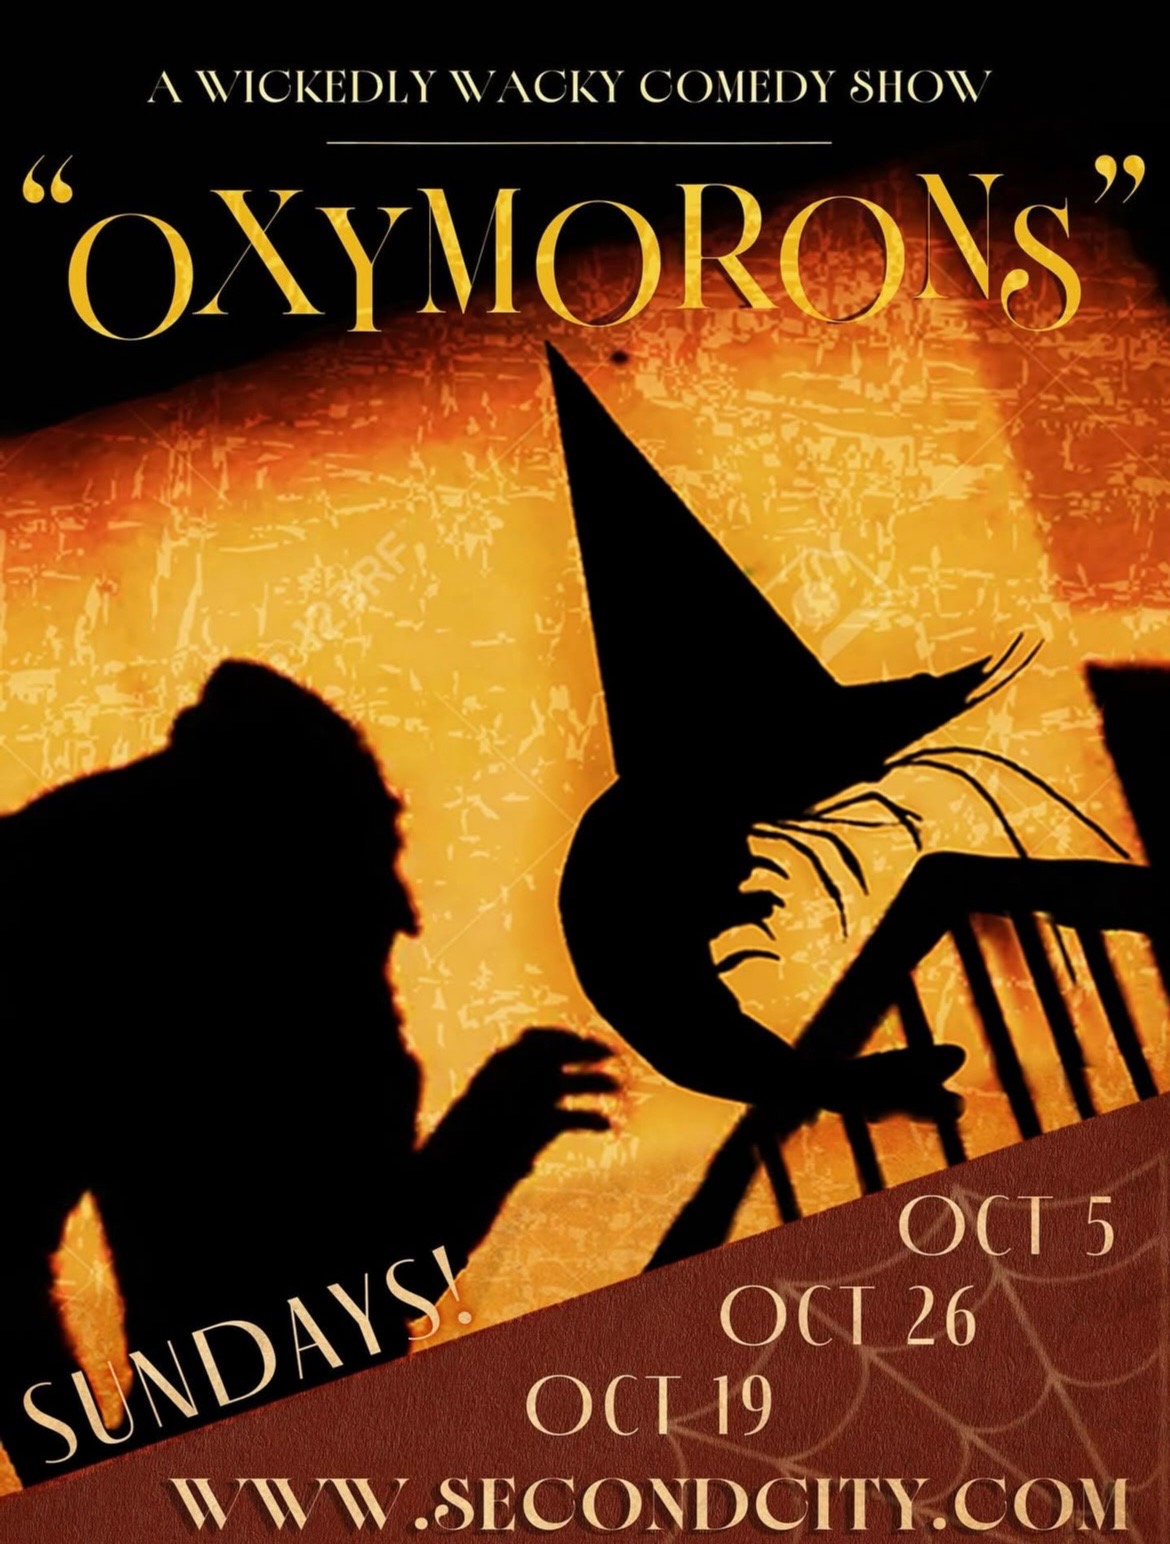 A WICKEDLY WACKY COMEDY SHOW
“OXYMORONS”
SUNDAYS!
OCT 5
OCT 26
OCT 19
WWW.SECONDCITY.COM